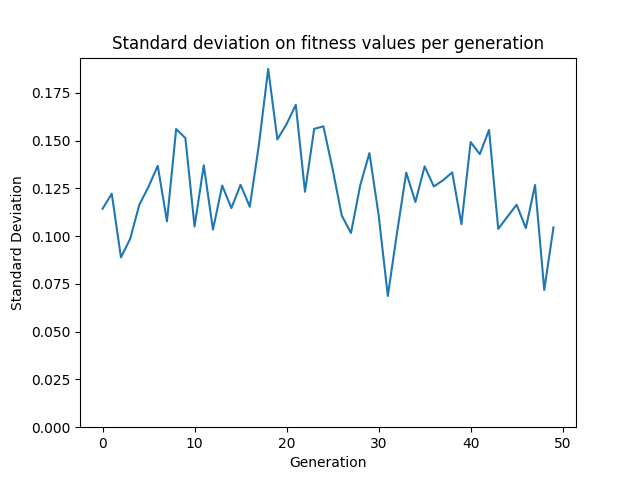 Standard deviation on fitness values per generation
0.175
0.150
0.125
0.100
0.075
0.050
0.025
0.000
Standard Deviation
0 10 20 30 40 50
Generation